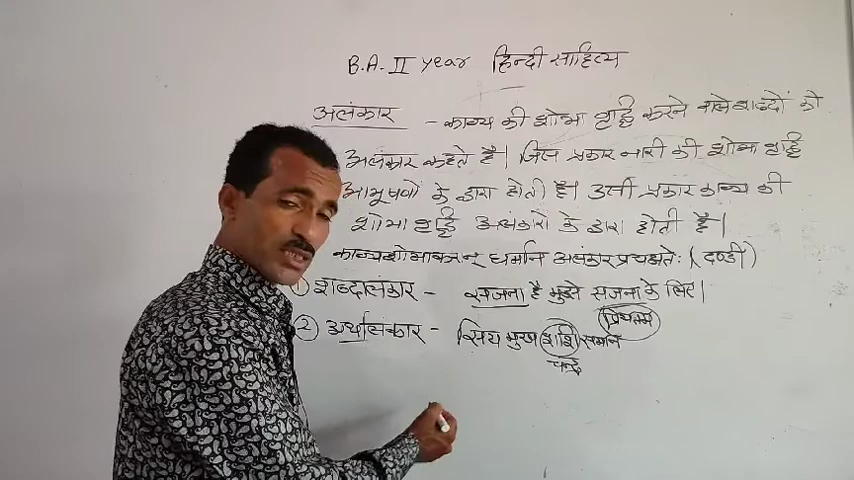 B.A. II year हिन्दी साहित्य
अलंकार - काव्य की शोभा वृद्धि करने वाले शब्दों को
अलंकार कहते है। जिस प्रकार नारी की शोभा वृद्धि
आभूषणों के द्वारा होती है। उसी प्रकार काव्य की
शोभा वृद्धि अलंकारों के द्वारा होती है।
काव्यशोभाकरान् धर्मान अलंकार प्रचक्षते: (दण्डी)
1 शब्दालंकार - सजना है मुझे सजना के लिए।
प्रियतम
2 अर्थालंकार - सिय मुख शशि समान
चन्द्र